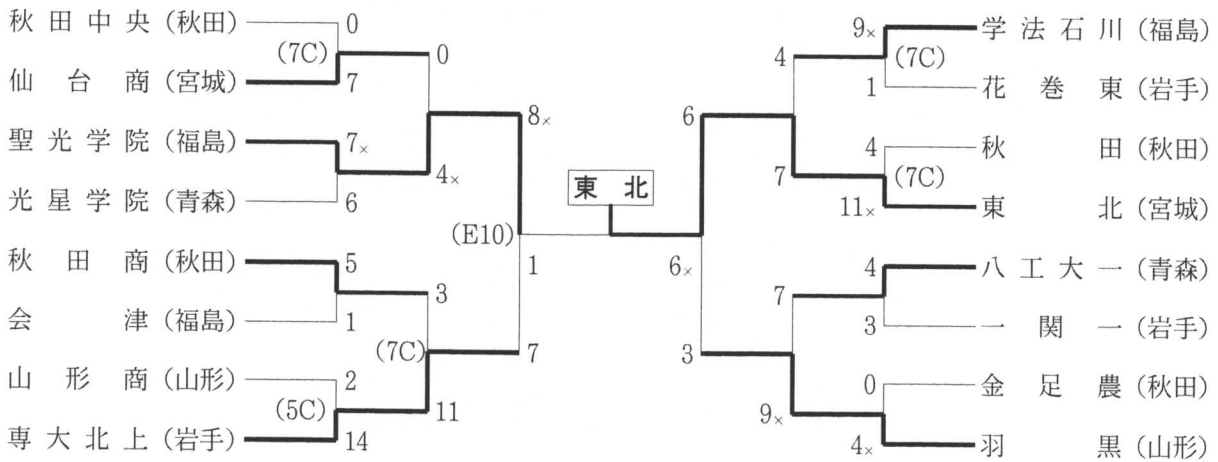 秋田中央（秋田） 0
(7C) 0
仙台商（宮城） 7
8×
聖光学院（福島） 7×
4×
光星学院（青森） 6
(E10) 1
秋田商（秋田） 5
3
会津（福島） 1
(7C) 7
山形商（山形） 2
(5C) 11
専大北上（岩手） 14
東北
9× 学法石川（福島）
4 (7C)
1 花巻東（岩手）
6
4 秋田（秋田）
7 (7C)
11× 東北（宮城）
6×
4 八工大一（青森）
7
3 一関一（岩手）
3
0 金足農（秋田）
9×
4× 羽黒（山形）